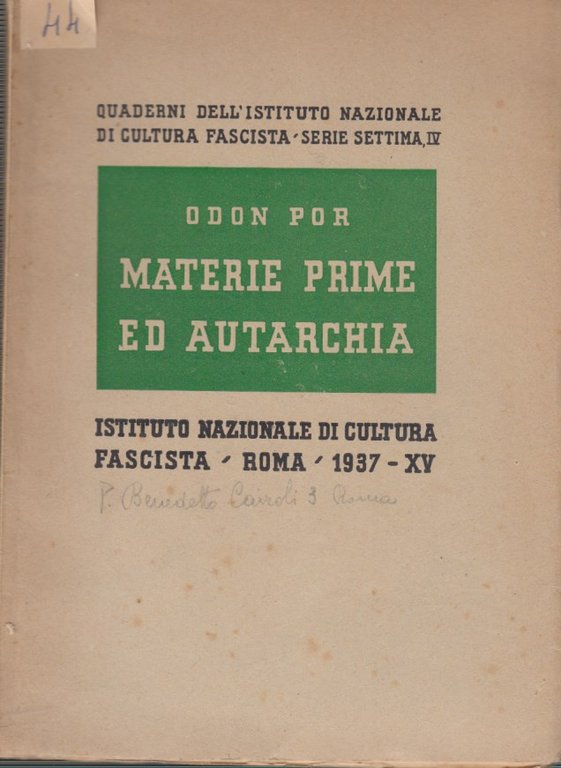 44
QUADERNI DELL'ISTITUTO NAZIONALE
DI CULTURA FASCISTA - SERIE SETTIMA, IV
ODON POR
MATERIE PRIME
ED AUTARCHIA
ISTITUTO NAZIONALE DI CULTURA
FASCISTA - ROMA - 1937 - XV
P. Benedetto Cairoli 3 Roma